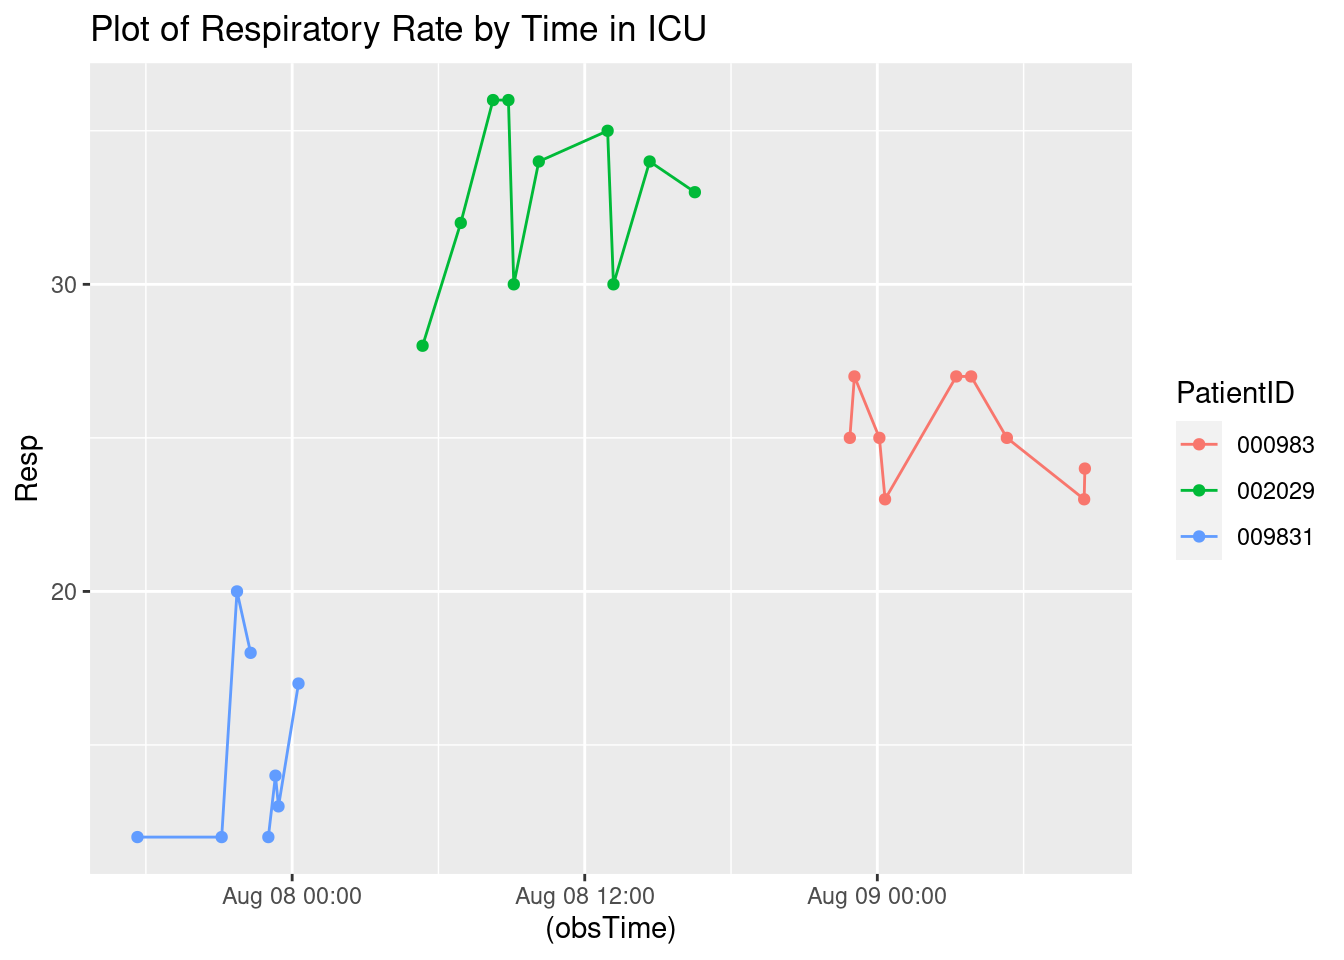 Plot of Respiratory Rate by Time in ICU
Resp
30
20
Aug 08 00:00
Aug 08 12:00
Aug 09 00:00
(obsTime)
PatientID
000983
002029
009831